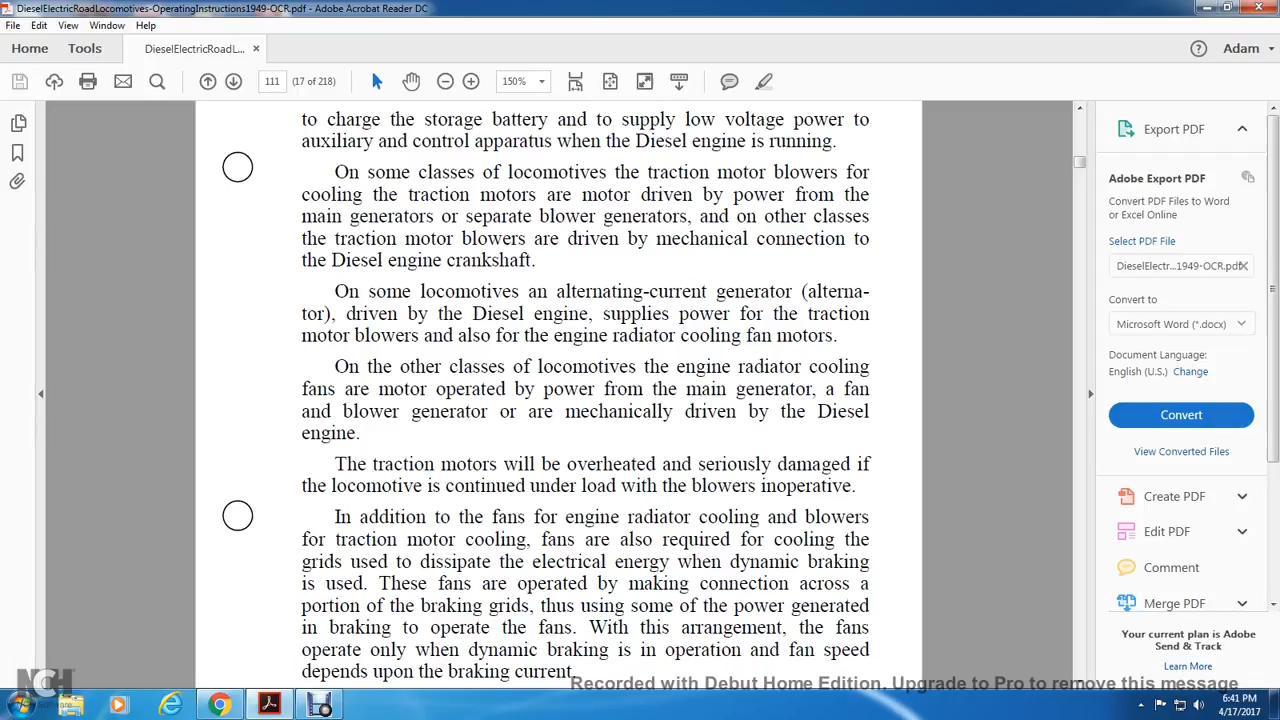 DieselElectricRoadLocomotives-OperatingInstructions1949-OCR.pdf - Adobe Acrobat Reader DC
File Edit View Window Help
Home Tools DieselElectricRoadL... × Adam
111 (17 of 218) 150%
to charge the storage battery and to supply low voltage power to
auxiliary and control apparatus when the Diesel engine is running.
On some classes of locomotives the traction motor blowers for
cooling the traction motors are motor driven by power from the
main generators or separate blower generators, and on other classes
the traction motor blowers are driven by mechanical connection to
the Diesel engine crankshaft.
On some locomotives an alternating-current generator (alterna-
tor), driven by the Diesel engine, supplies power for the traction
motor blowers and also for the engine radiator cooling fan motors.
On the other classes of locomotives the engine radiator cooling
fans are motor operated by power from the main generator, a fan
and blower generator or are mechanically driven by the Diesel
engine.
The traction motors will be overheated and seriously damaged if
the locomotive is continued under load with the blowers inoperative.
In addition to the fans for engine radiator cooling and blowers
for traction motor cooling, fans are also required for cooling the
grids used to dissipate the electrical energy when dynamic braking
is used. These fans are operated by making connection across a
portion of the braking grids, thus using some of the power generated
in braking to operate the fans. With this arrangement, the fans
operate only when dynamic braking is in operation and fan speed
depends upon the braking current.
Export PDF
Adobe Export PDF
Convert PDF Files to Word
or Excel Online
Select PDF File
DieselElectr...1949-OCR.pdf
Convert to
Microsoft Word (*.docx)
Document Language:
English (U.S.) Change
Convert
View Converted Files
Create PDF
Edit PDF
Comment
Merge PDF
Your current plan is Adobe
Send & Track
Learn More
NCH
Recorded with Debut Home Edition. Upgrade to Pro to remove this message
6:41 PM
4/17/2017